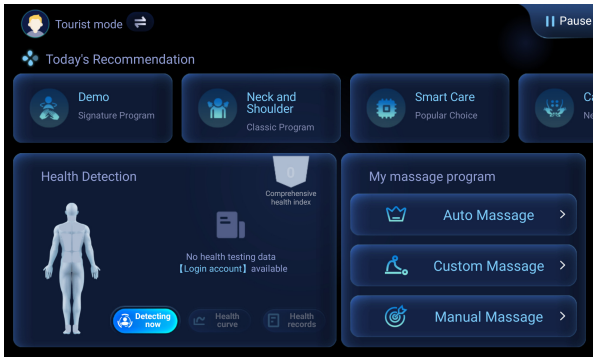 Tourist mode
Pause
Today's Recommendation
Demo
Signature Program
Neck and
Shoulder
Classic Program
Smart Care
Popular Choice
Health Detection
0
Comprehensive
health index
No health testing data
【Login account】available
Detecting
now
Health
curve
Health
records
My massage program
Auto Massage
Custom Massage
Manual Massage